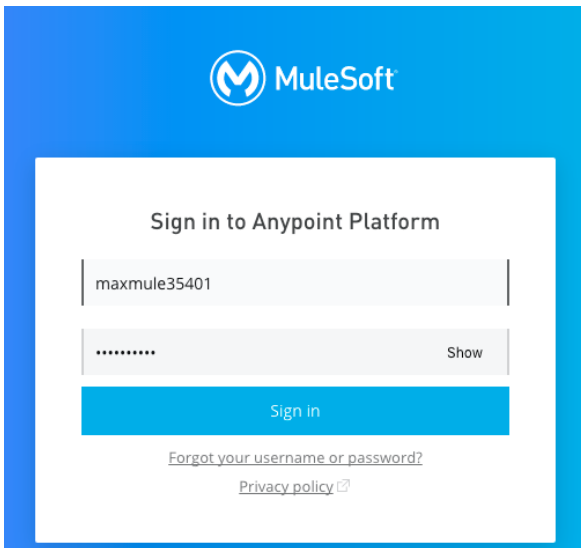 MuleSoft
Sign in to Anypoint Platform
maxmule35401
•••••••••• Show
Sign in
Forgot your username or password?
Privacy policy